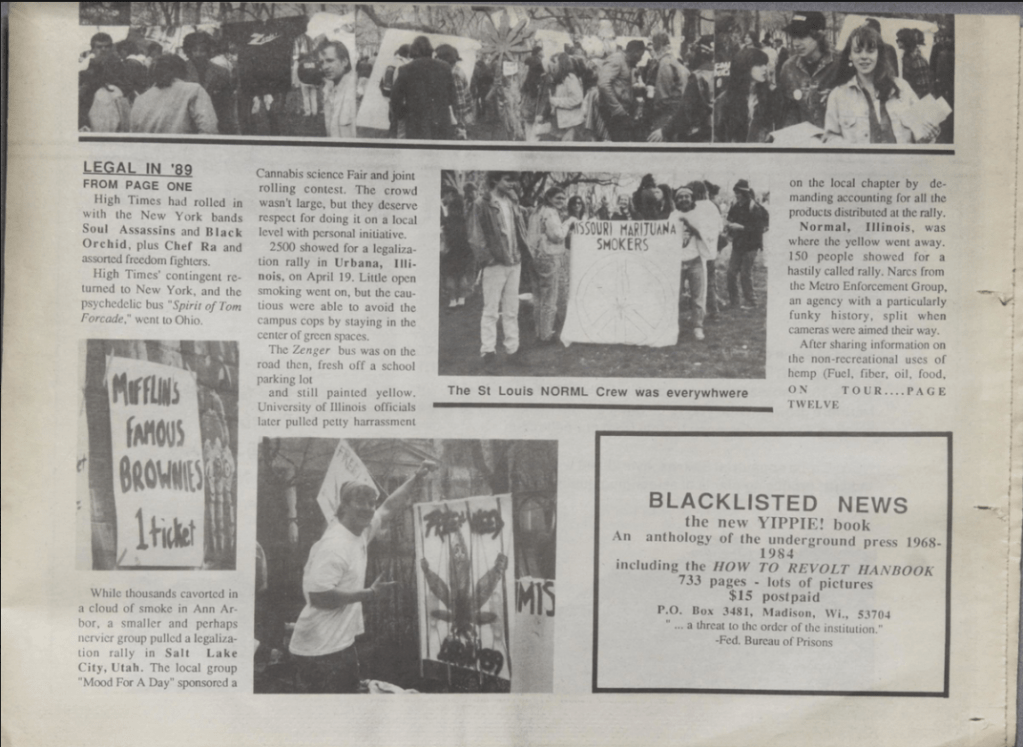 LEGAL IN '89
FROM PAGE ONE
High Times had rolled in
with the New York bands
Soul Assassins and Black
Orchid, plus Chef Ra and
assorted freedom fighters.
High Times' contingent re-
turned to New York, and the
psychedelic bus "Spirit of Tom
Forcade," went to Ohio.
MIFFLINS
FAMOUS
BROWNIES
1 ticket
While thousands cavorted in
a cloud of smoke in Ann Ar-
bor, a smaller and perhaps
nervier group pulled a legaliza-
tion rally in Salt Lake
City, Utah. The local group
"Mood For A Day" sponsored a
Cannabis science Fair and joint
rolling contest. The crowd
wasn't large, but they deserve
respect for doing it on a local
level with personal initiative.
2500 showed for a legaliza-
tion rally in Urbana, Illi-
nois, on April 19. Little open
smoking went on, but the cau-
tious were able to avoid the
campus cops by staying in the
center of green spaces.
The Zenger bus was on the
road then, fresh off a school
parking lot
and still painted yellow.
University of Illinois officials
later pulled petty harrassment
FREE
WEED
MIS
MISSOURI MARIJUANA
SMOKERS
The St Louis NORML Crew was everywhwere
on the local chapter by de-
manding accounting for all the
products distributed at the rally.
Normal, Illinois, was
where the yellow went away.
150 people showed for a
hastily called rally. Narcs from
the Metro Enforcement Group,
an agency with a particularly
funky history, split when
cameras were aimed their way.
After sharing information on
the non-recreational uses of
hemp (Fuel, fiber, oil, food,
ON TOUR....PAGE
TWELVE
BLACKLISTED NEWS
the new YIPPIE! book
An anthology of the underground press 1968-
1984
including the HOW TO REVOLT HANBOOK
733 pages - lots of pictures
$15 postpaid
P.O. Box 3481, Madison, Wi., 53704
" ... a threat to the order of the institution."
-Fed. Bureau of Prisons